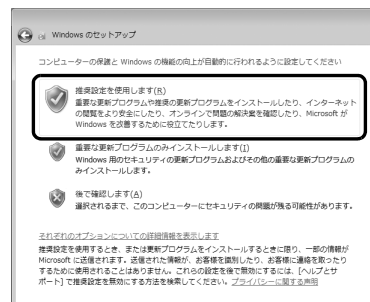 Windows のセットアップ
コンピューターの保護と Windows の機能の向上が自動的に行われるように設定してください
推奨設定を使用します(R)
重要な更新プログラムや推奨の更新プログラムをインストールしたり、インターネット
の閲覧をより安全にしたり、オンラインで問題の解決策を確認したり、Microsoft が
Windows を改善するために役立てたりします。
重要な更新プログラムのみインストールします(I)
Windows 用のセキュリティの更新プログラムおよびその他の重要な更新プログラムの
みインストールします。
後で確認します(A)
選択されるまで、このコンピューターにセキュリティの問題が残る可能性があります。
それぞれのオプションについての詳細情報を表示します
推奨設定を使用するとき、または更新プログラムをインストールするときに限り、一部の情報が
Microsoft に送信されます。送信された情報が、お客様を識別したり、お客様に連絡を取ったり
するために使用されることはありません。これらの設定を後で無効にするには、[ヘルプとサ
ポート] で推奨設定を無効にする方法を検索してください。プライバシーに関する声明